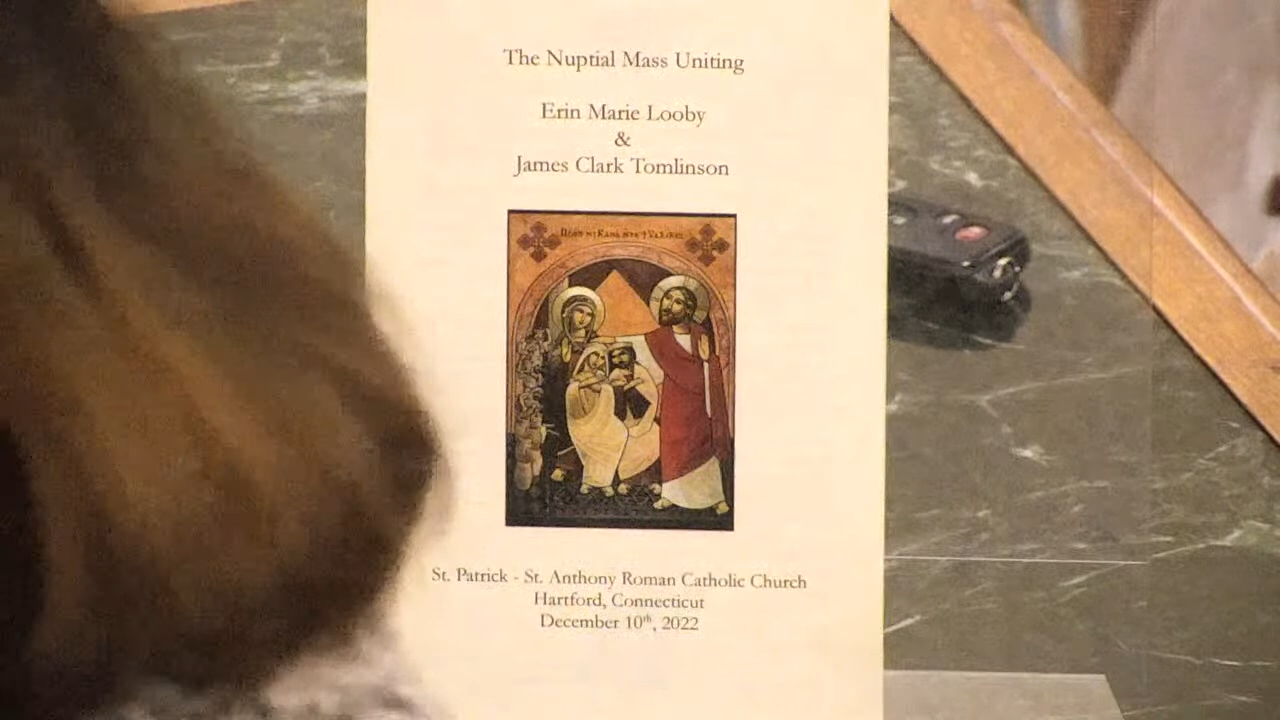 The Nuptial Mass Uniting
Erin Marie Looby
&
James Clark Tomlinson
St. Patrick - St. Anthony Roman Catholic Church
Hartford, Connecticut
December 10th, 2022